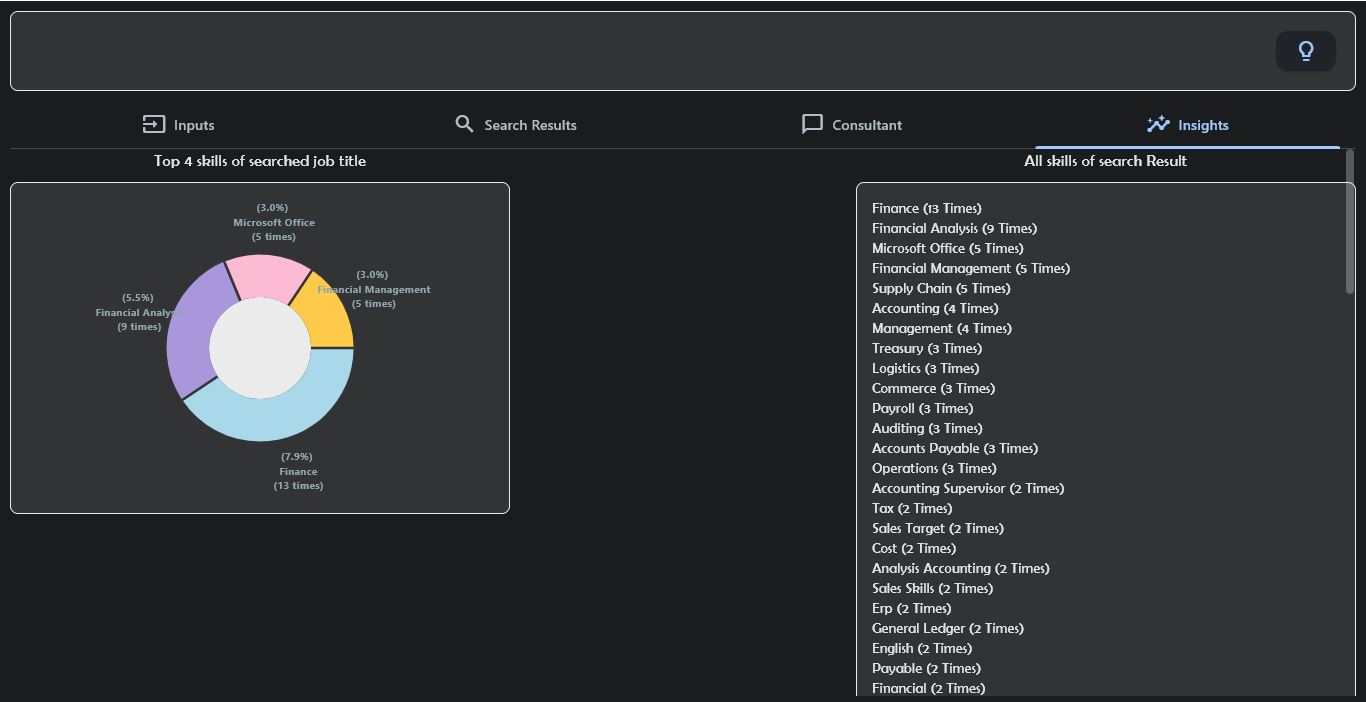 Inputs
Search Results
Consultant
Insights
Top 4 skills of searched job title
(3.0%)
Microsoft Office
(5 times)
(3.0%)
Financial Management
(5 times)
(5.5%)
Financial Analys
(9 times)
(7.9%)
Finance
(13 times)
All skills of search Result
Finance (13 Times)
Financial Analysis (9 Times)
Microsoft Office (5 Times)
Financial Management (5 Times)
Supply Chain (5 Times)
Accounting (4 Times)
Management (4 Times)
Treasury (3 Times)
Logistics (3 Times)
Commerce (3 Times)
Payroll (3 Times)
Auditing (3 Times)
Accounts Payable (3 Times)
Operations (3 Times)
Accounting Supervisor (2 Times)
Tax (2 Times)
Sales Target (2 Times)
Cost (2 Times)
Analysis Accounting (2 Times)
Sales Skills (2 Times)
Erp (2 Times)
General Ledger (2 Times)
English (2 Times)
Payable (2 Times)
Financial (2 Times)